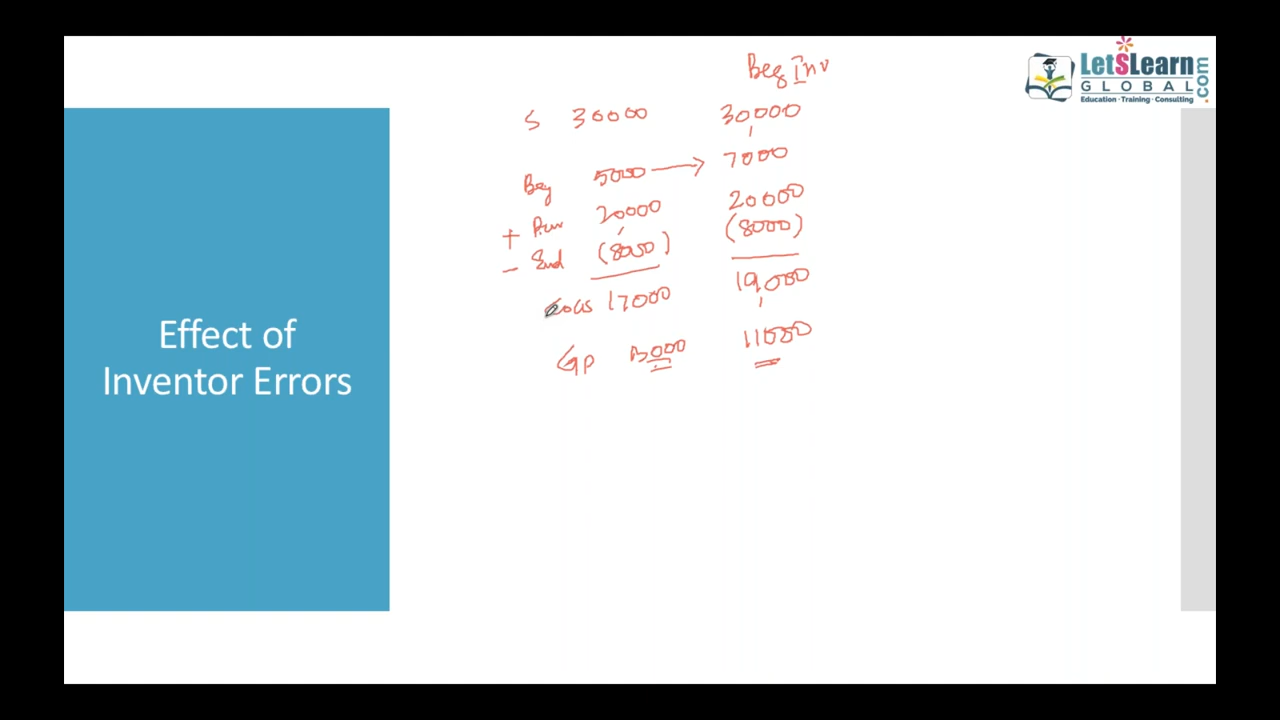 LetSLearn
GLOBAL
.com
Education · Training · Consulting
Beg Inv
S 30000 30000
Beg 5000 → 7000
+ Pur 20000 20000
- End (8000) (8000)
COGS 17000 19,000
GP 13000 11000
Effect of
Inventor Errors